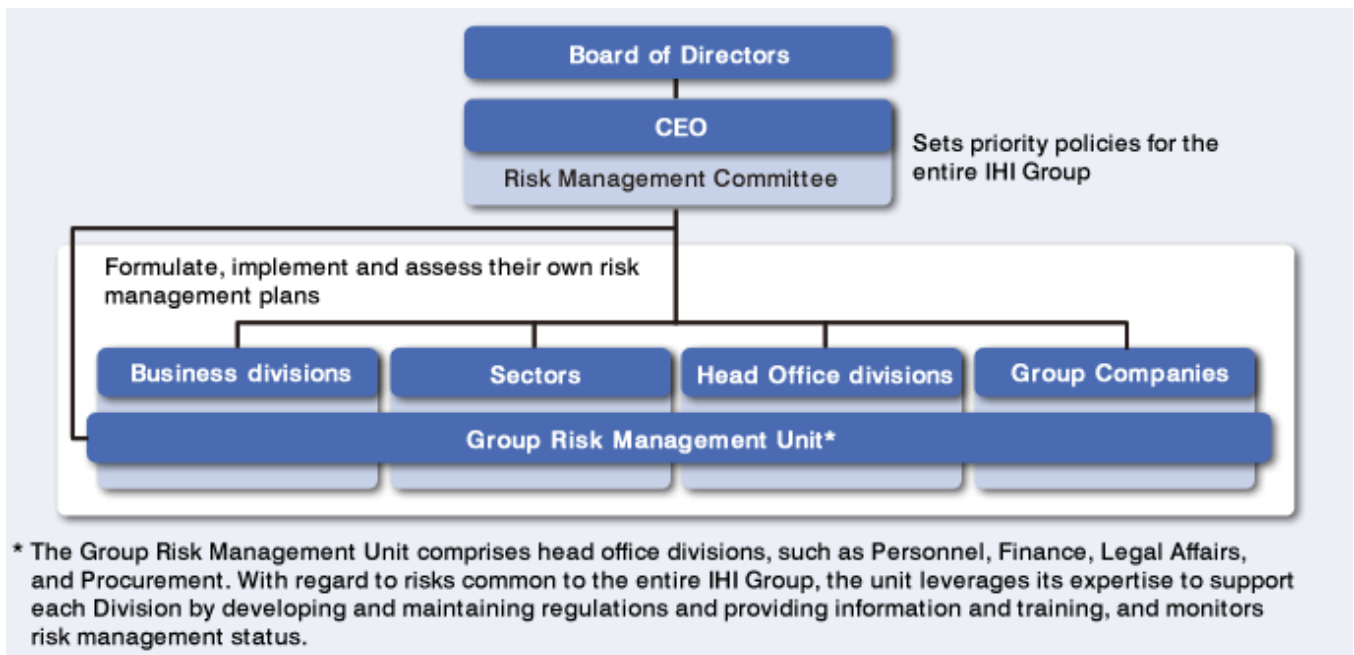 Board of Directors
CEO
Risk Management Committee
Sets priority policies for the
entire IHI Group
Formulate, implement and assess their own risk
management plans
Business divisions
Sectors
Head Office divisions
Group Companies
Group Risk Management Unit*
* The Group Risk Management Unit comprises head office divisions, such as Personnel, Finance, Legal Affairs,
and Procurement. With regard to risks common to the entire IHI Group, the unit leverages its expertise to support
each Division by developing and maintaining regulations and providing information and training, and monitors
risk management status.